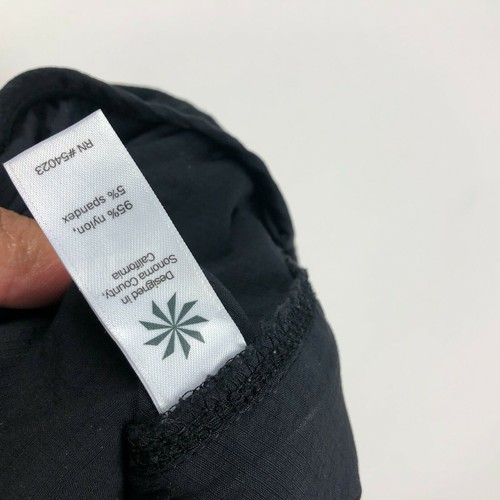 Designed in
Sonoma County,
California
95% nylon,
5% spandex
RN #54023